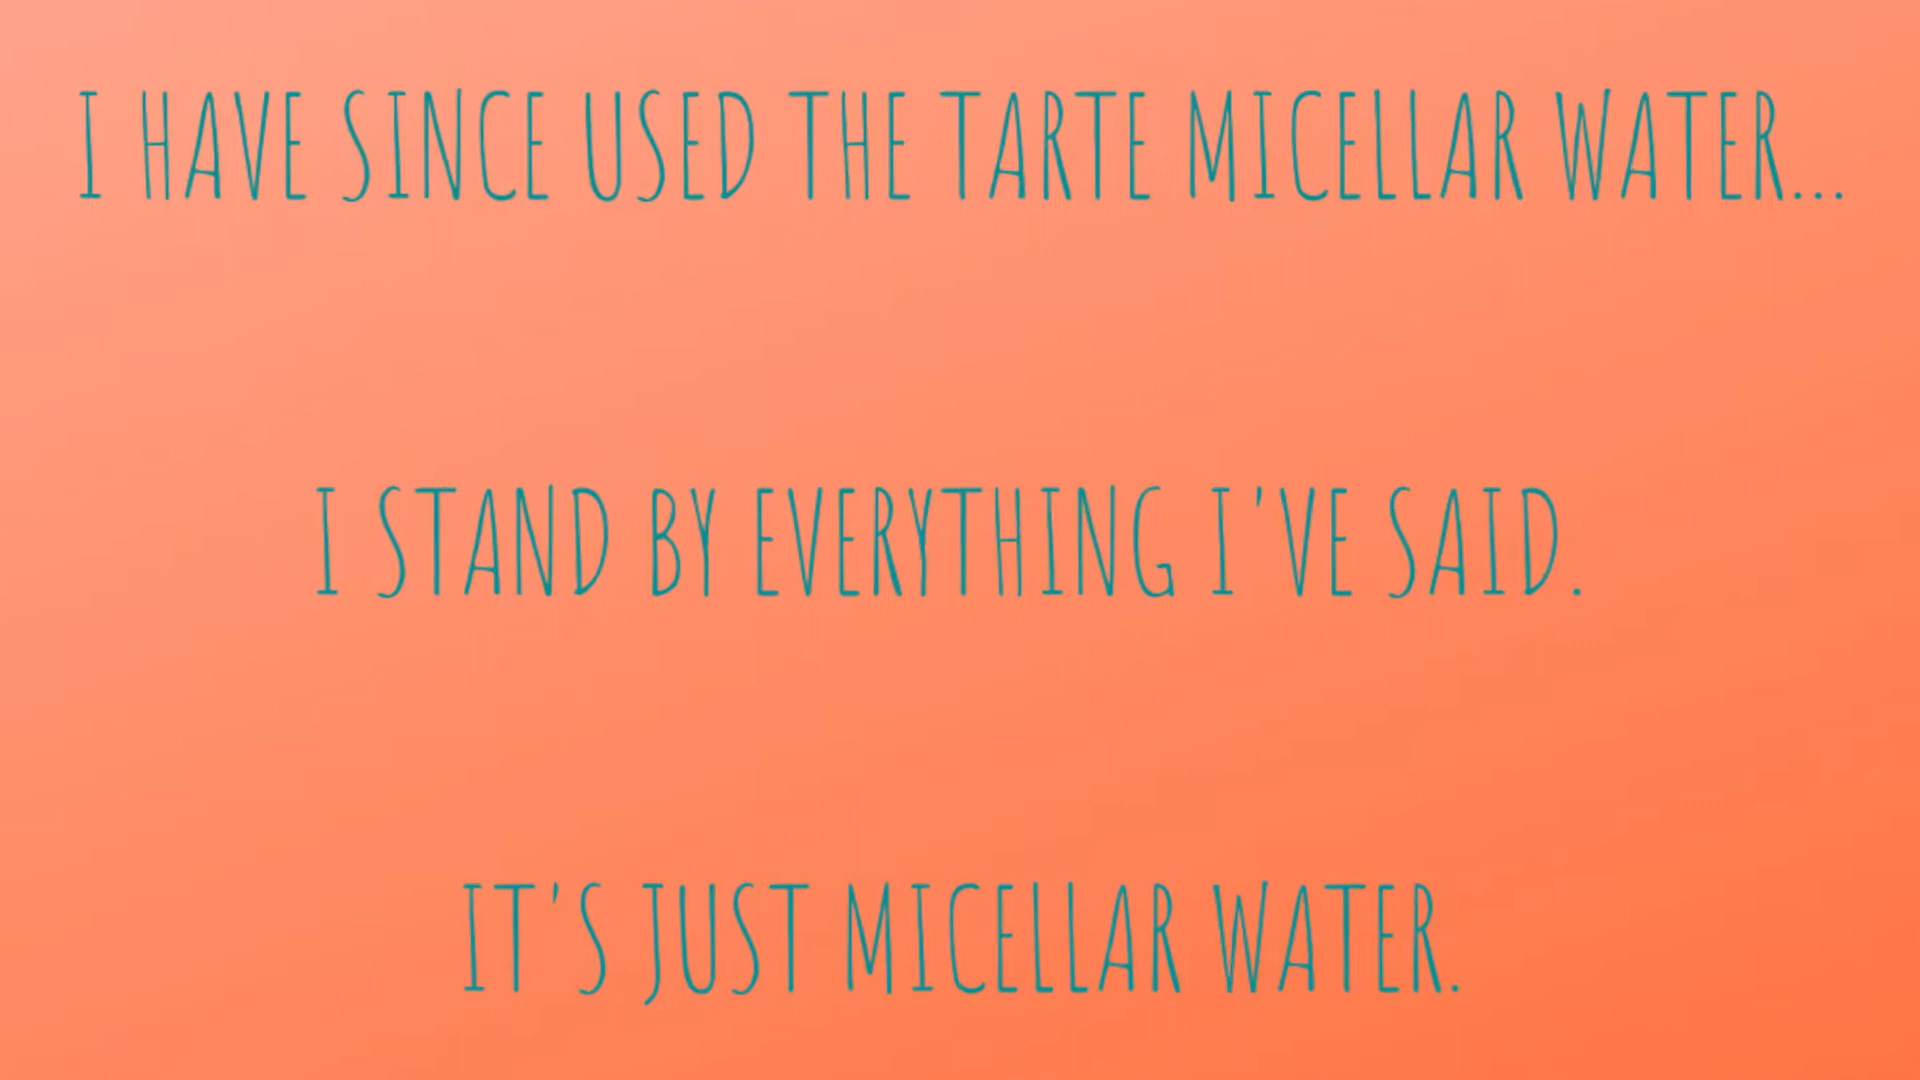 I HAVE SINCE USED THE TARTE MICELLAR WATER...
I STAND BY EVERYTHING I'VE SAID.
IT'S JUST MICELLAR WATER.